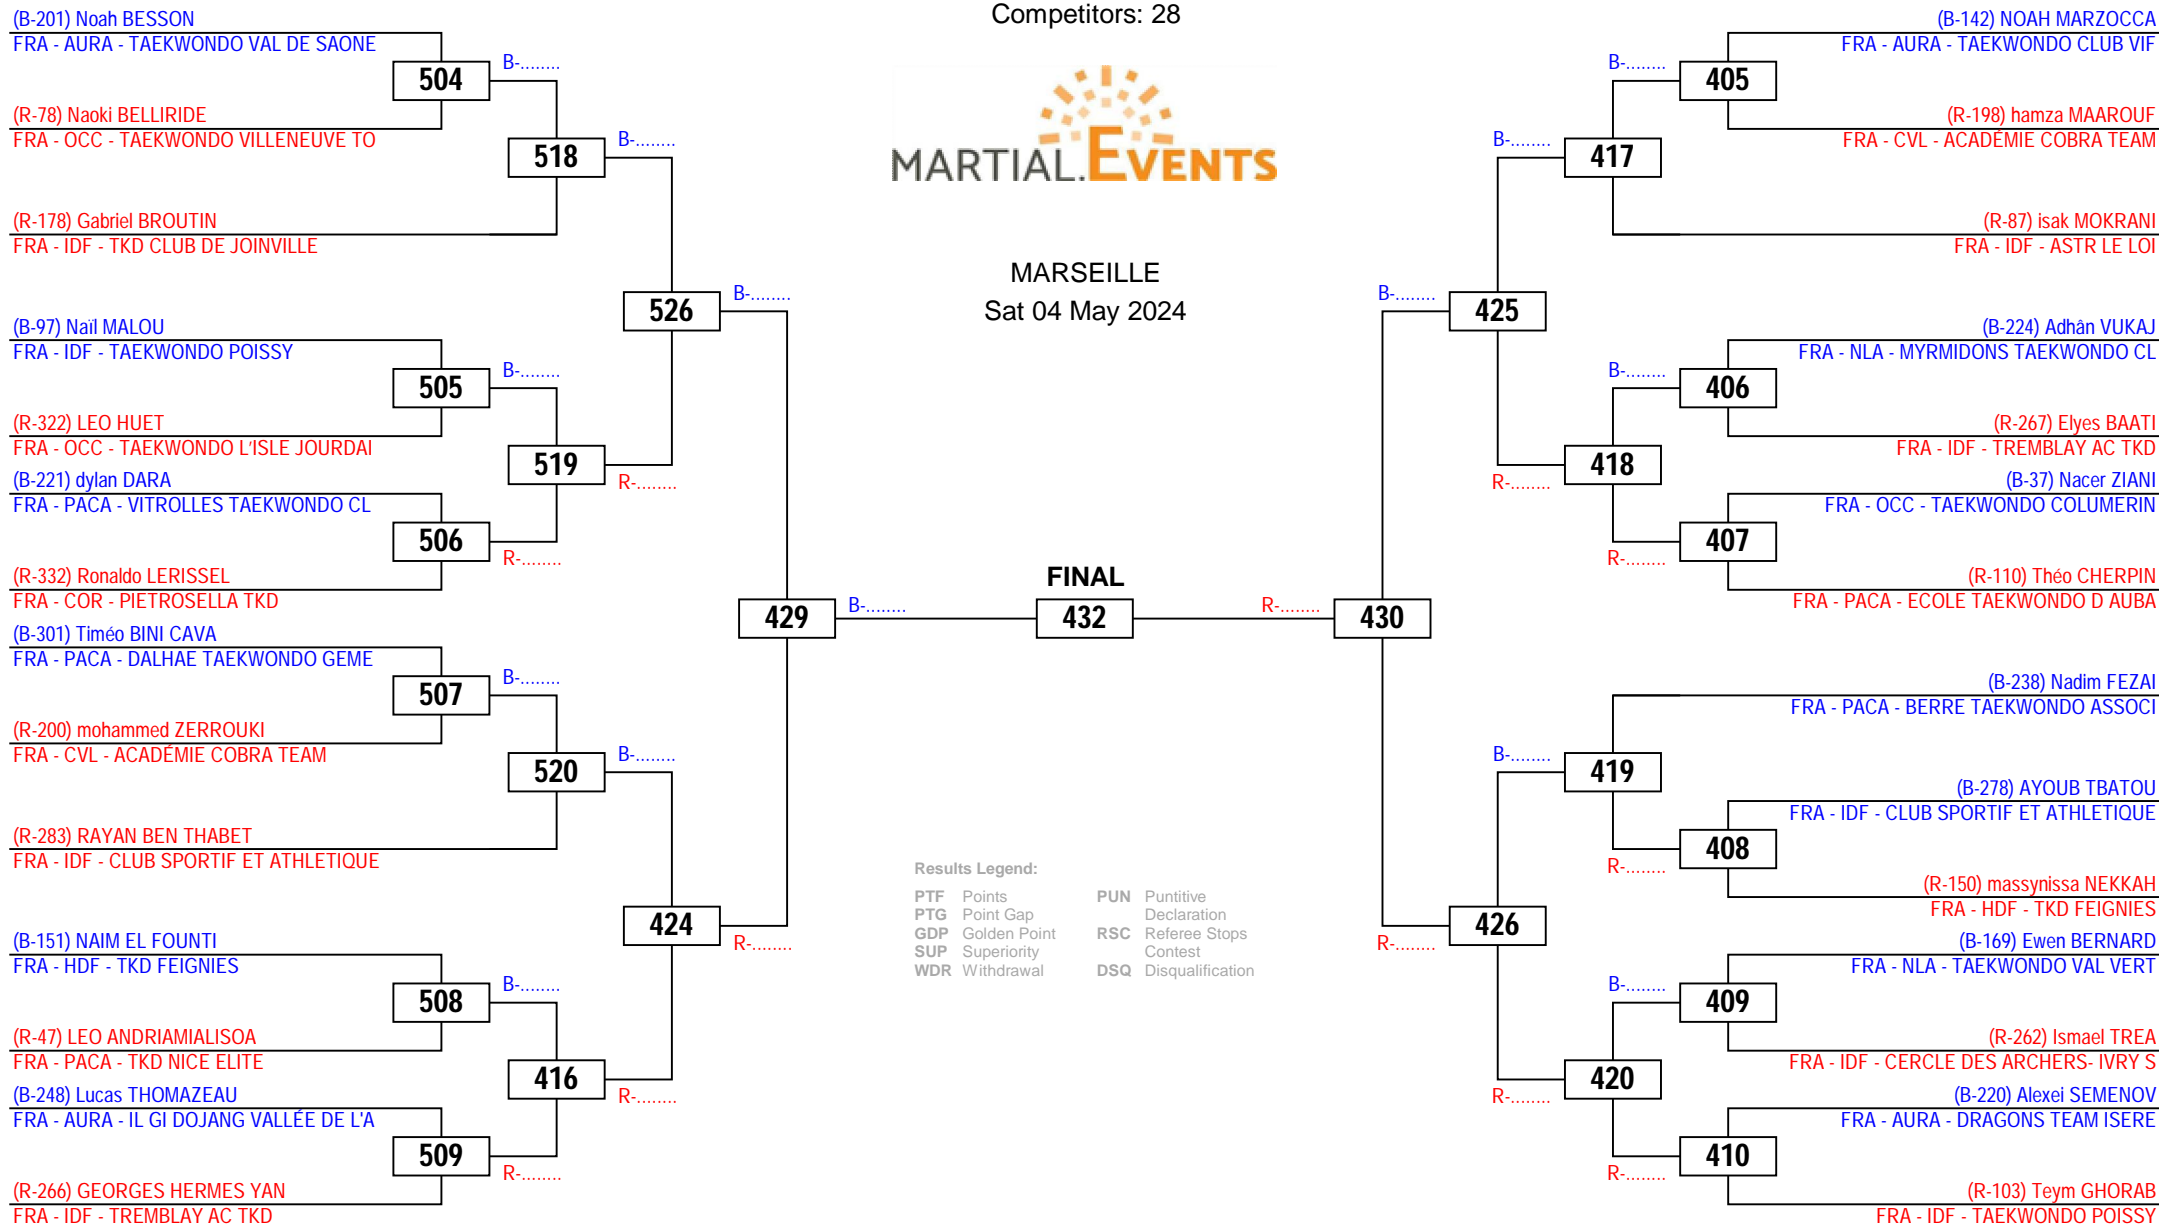 Competitors: 28
MARTIAL.EVENTS
MARSEILLE
Sat 04 May 2024
(B-201) Noah BESSON
FRA - AURA - TAEKWONDO VAL DE SAONE
504
B-........
(R-78) Naoki BELLIRIDE
FRA - OCC - TAEKWONDO VILLENEUVE TO
518
B-........
(R-178) Gabriel BROUTIN
FRA - IDF - TKD CLUB DE JOINVILLE
526
B-........
(B-97) Naïl MALOU
FRA - IDF - TAEKWONDO POISSY
505
B-........
(R-322) LEO HUET
FRA - OCC - TAEKWONDO L'ISLE JOURDAI
519
R-........
(B-221) dylan DARA
FRA - PACA - VITROLLES TAEKWONDO CL
506
R-........
(R-332) Ronaldo LERISSEL
FRA - COR - PIETROSELLA TKD
429
B-........
(B-301) Timéo BINI CAVA
FRA - PACA - DALHAE TAEKWONDO GEME
507
B-........
(R-200) mohammed ZERROUKI
FRA - CVL - ACADÉMIE COBRA TEAM
520
B-........
(R-283) RAYAN BEN THABET
FRA - IDF - CLUB SPORTIF ET ATHLETIQUE
424
R-........
(B-151) NAIM EL FOUNTI
FRA - HDF - TKD FEIGNIES
508
B-........
(R-47) LEO ANDRIAMIALISOA
FRA - PACA - TKD NICE ELITE
416
R-........
(B-248) Lucas THOMAZEAU
FRA - AURA - IL GI DOJANG VALLÉE DE L'A
509
R-........
(R-266) GEORGES HERMES YAN
FRA - IDF - TREMBLAY AC TKD
FINAL
432
Results Legend:
PTF Points
PTG Point Gap
GDP Golden Point
SUP Superiority
WDR Withdrawal
PUN Puntitive
Declaration
RSC Referee Stops
Contest
DSQ Disqualification
(B-142) NOAH MARZOCCA
FRA - AURA - TAEKWONDO CLUB VIF
B-........
405
(R-198) hamza MAAROUF
FRA - CVL - ACADÉMIE COBRA TEAM
B-........
417
(R-87) isak MOKRANI
FRA - IDF - ASTR LE LOI
B-........
425
(B-224) Adhân VUKAJ
FRA - NLA - MYRMIDONS TAEKWONDO CL
B-........
406
(R-267) Elyes BAATI
FRA - IDF - TREMBLAY AC TKD
R-........
418
(B-37) Nacer ZIANI
FRA - OCC - TAEKWONDO COLUMERIN
R-........
407
(R-110) Théo CHERPIN
FRA - PACA - ECOLE TAEKWONDO D AUBA
R-........
430
(B-238) Nadim FEZAI
FRA - PACA - BERRE TAEKWONDO ASSOCI
B-........
419
(B-278) AYOUB TBATOU
FRA - IDF - CLUB SPORTIF ET ATHLETIQUE
R-........
408
(R-150) massynissa NEKKAH
FRA - HDF - TKD FEIGNIES
R-........
426
(B-169) Ewen BERNARD
FRA - NLA - TAEKWONDO VAL VERT
B-........
409
(R-262) Ismael TREA
FRA - IDF - CERCLE DES ARCHERS- IVRY S
R-........
420
(B-220) Alexei SEMENOV
FRA - AURA - DRAGONS TEAM ISERE
R-........
410
(R-103) Teym GHORAB
FRA - IDF - TAEKWONDO POISSY